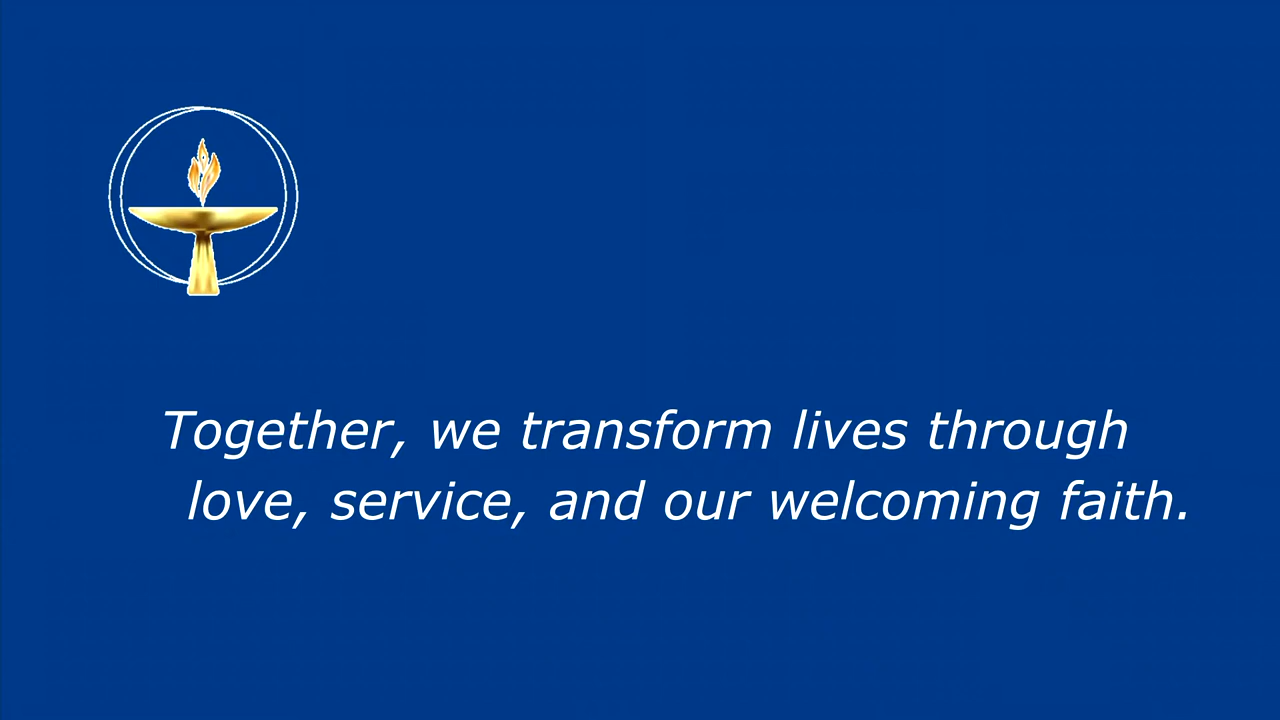 Together, we transform lives through
love, service, and our welcoming faith.